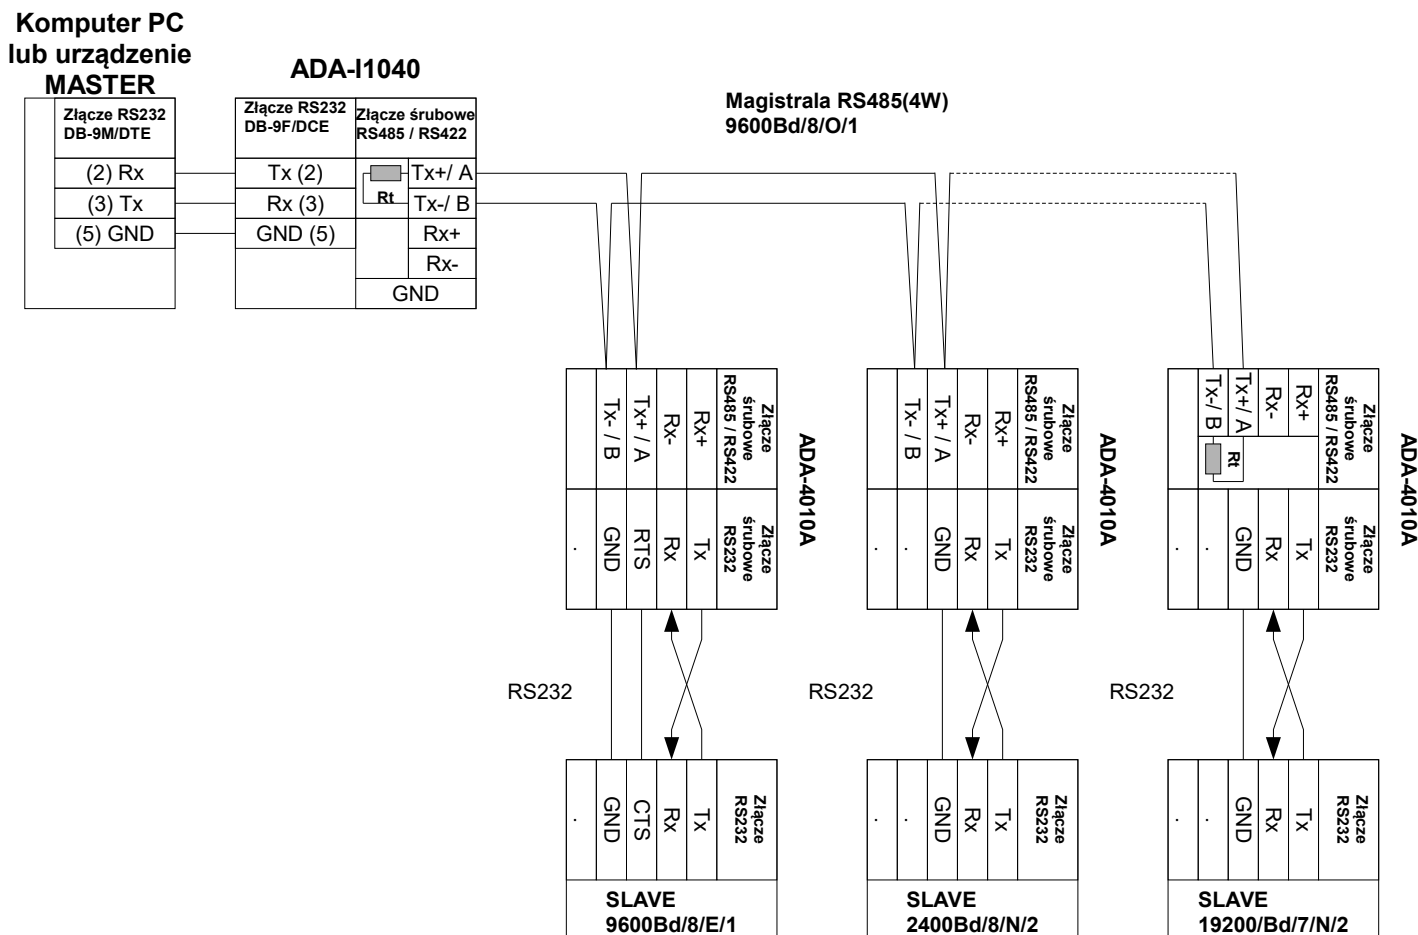 Komputer PC
lub urządzenie
MASTER
ADA-I1040
Magistrala RS485(4W)
9600Bd/8/O/1
Złącze RS232
DB-9M/DTE
(2) Rx
(3) Tx
(5) GND
Złącze RS232
DB-9F/DCE
Tx (2)
Rx (3)
GND (5)
Złącze śrubowe
RS485 / RS422
Rt
Tx+/ A
Tx-/ B
Rx+
Rx-
GND
Tx- / B
Tx+ / A
Rx-
Rx+
Złącze
śrubowe
RS485 / RS422
ADA-4010A
.
GND
RTS
Rx
Tx
Złącze
śrubowe
RS232
RS232
.
GND
CTS
Rx
Tx
Złącze
RS232
SLAVE
9600Bd/8/E/1
Tx- / B
Tx+ / A
Rx-
Rx+
Złącze
śrubowe
RS485 / RS422
ADA-4010A
.
.
GND
Rx
Tx
Złącze
śrubowe
RS232
RS232
.
.
GND
Rx
Tx
Złącze
RS232
SLAVE
2400Bd/8/N/2
Tx-/ B
Tx+/ A
Rx-
Rx+
Rt
Złącze
śrubowe
RS485 / RS422
ADA-4010A
.
.
GND
Rx
Tx
Złącze
śrubowe
RS232
RS232
.
.
GND
Rx
Tx
Złącze
RS232
SLAVE
19200/Bd/7/N/2